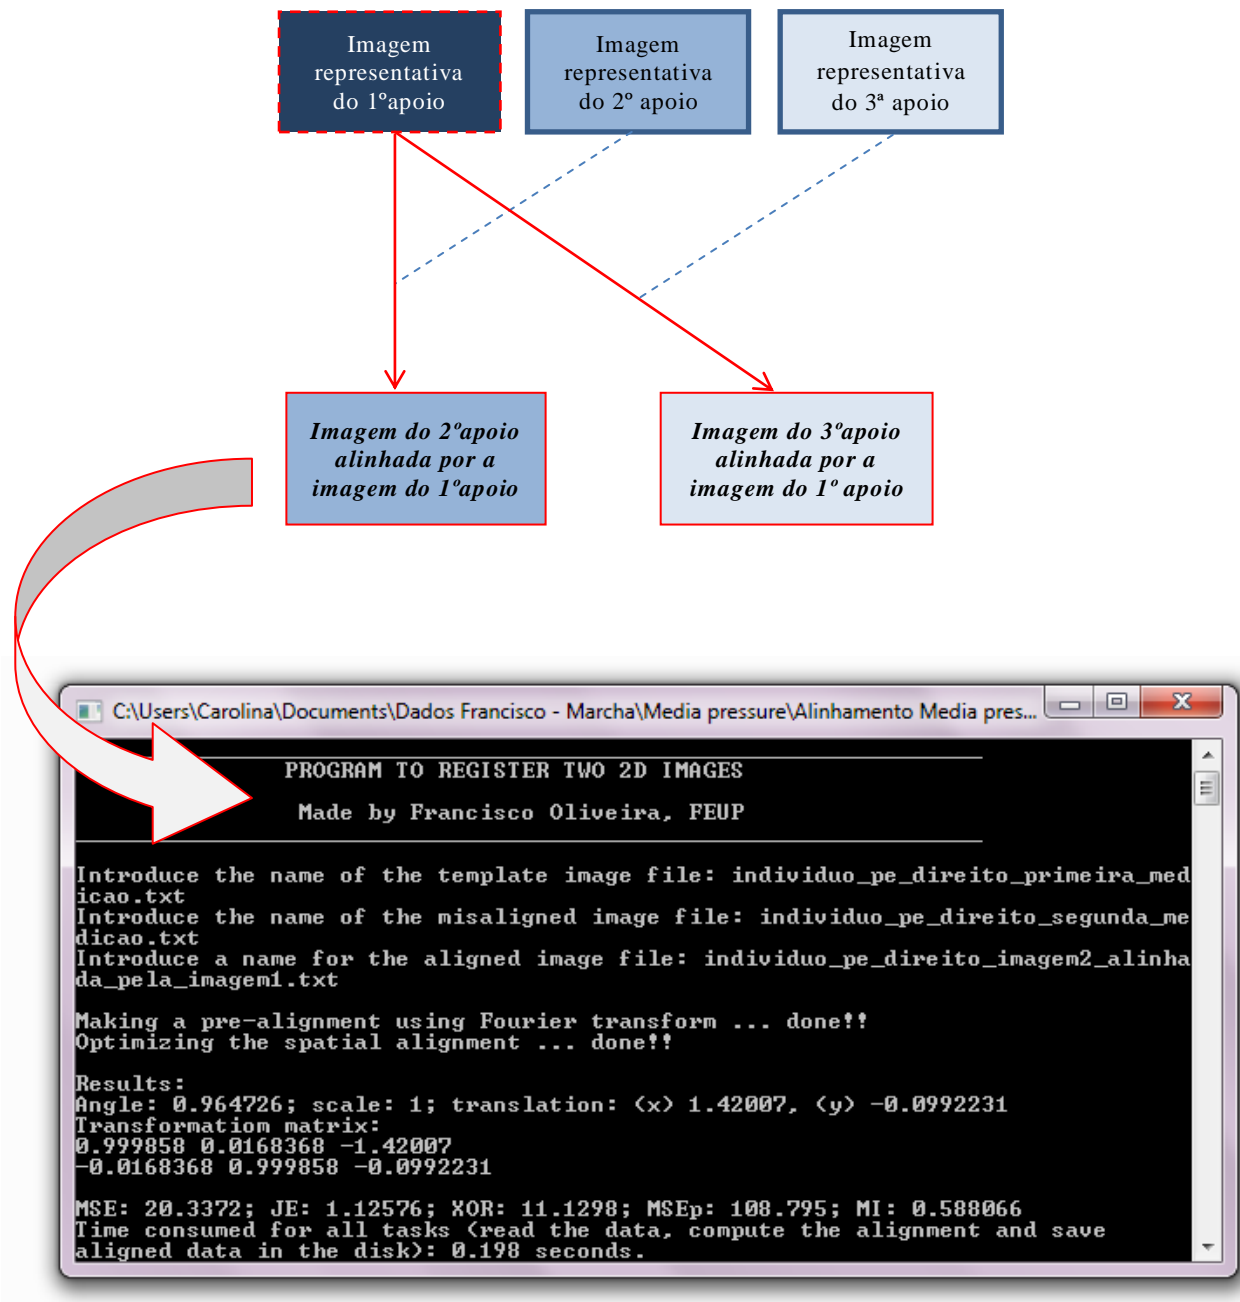 Imagem
representativa
do 1ºapoio
Imagem
representativa
do 2º apoio
Imagem
representativa
do 3ª apoio
Imagem do 2ºapoio
alinhada por a
imagem do 1ºapoio
Imagem do 3ºapoio
alinhada por a
imagem do 1º apoio
C:\Users\Carolina\Documents\Dados Francisco - Marcha\Media pressure\Alinhamento Media pres...
PROGRAM TO REGISTER TWO 2D IMAGES
Made by Francisco Oliveira, FEUP
Introduce the name of the template image file: individuo_pe_direito_primeira_med
icao.txt
Introduce the name of the misaligned image file: individuo_pe_direito_segunda_me
dicao.txt
Introduce a name for the aligned image file: individuo_pe_direito_imagem2_alinha
da_pela_imagem1.txt
Making a pre-alignment using Fourier transform ... done!!
Optimizing the spatial alignment ... done!!
Results:
Angle: 0.964726; scale: 1; translation: (x) 1.42007, (y) -0.0992231
Transformation matrix:
0.999858 0.0168368 -1.42007
-0.0168368 0.999858 -0.0992231
MSE: 20.3372; JE: 1.12576; XOR: 11.1298; MSEp: 108.795; MI: 0.588066
Time consumed for all tasks (read the data, compute the alignment and save
aligned data in the disk): 0.198 seconds.